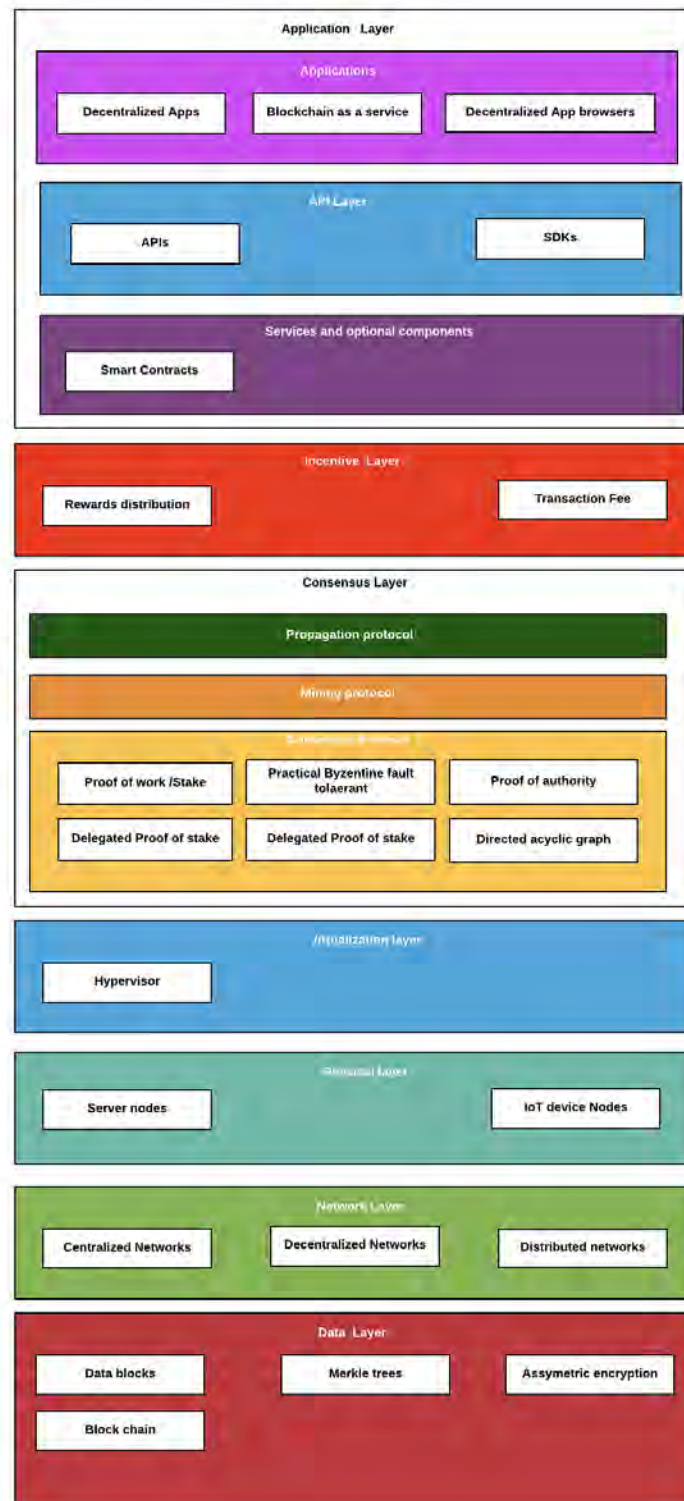 Application Layer
Applications
Decentralized Apps
Blockchain as a service
Decentralized App browsers
API Layer
APIs
SDKs
Services and optional components
Smart Contracts
Incentive Layer
Rewards distribution
Transaction Fee
Consensus Layer
Propagation protocol
Mining protocol
Proof of work /Stake
Practical Byzentine fault
tolaerant
Proof of authority
Delegated Proof of stake
Delegated Proof of stake
Directed acyclic graph
layer
Hypervisor
Layer
Server nodes
IoT device Nodes
Network Layer
Centralized Networks
Decentralized Networks
Distributed networks
Data Layer
Data blocks
Merkle trees
Assymetric encryption
Block chain